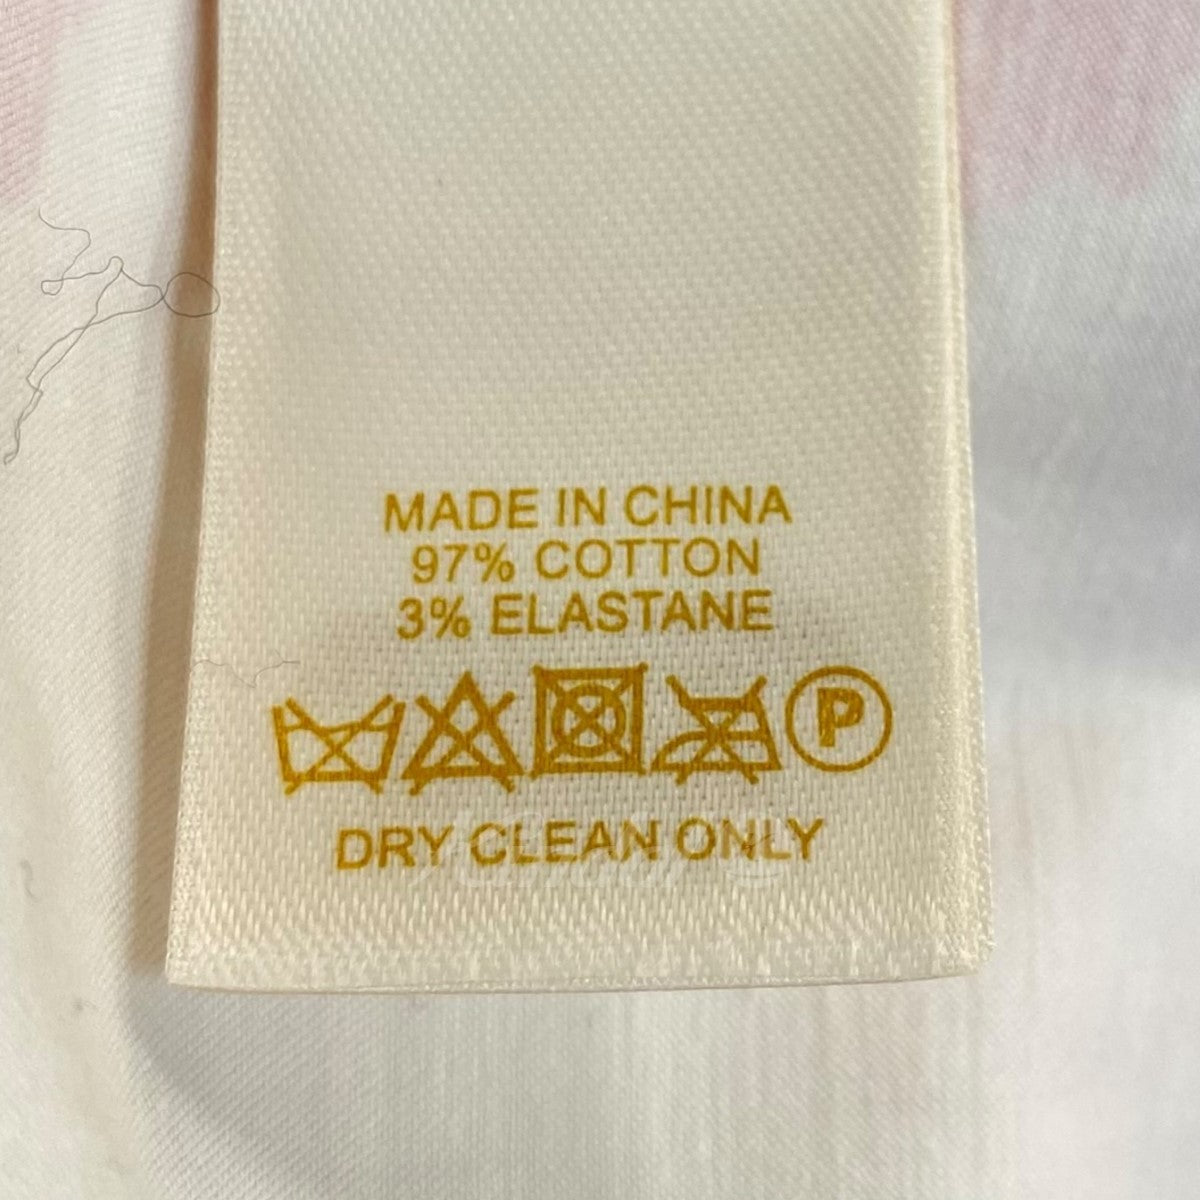 MADE IN CHINA
97% COTTON
3% ELASTANE
P
DRY CLEAN ONLY